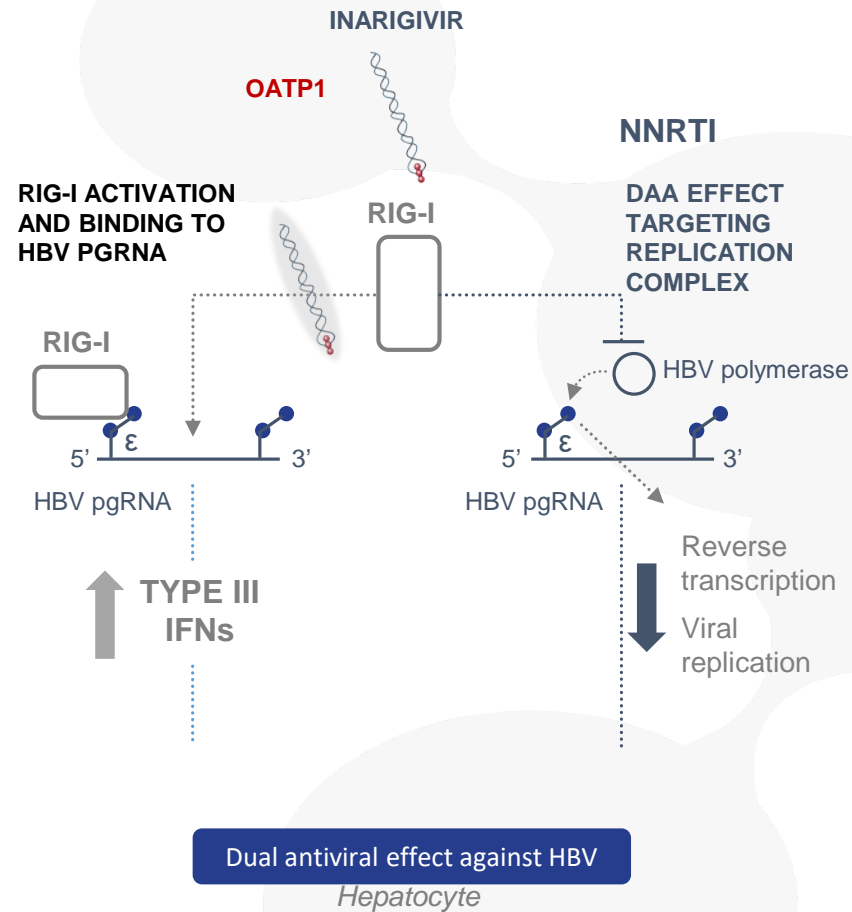 INARIGIVIR
OATP1
NNRTI
RIG-I ACTIVATION
AND BINDING TO
HBV PGRNA
RIG-I
DAA EFFECT
TARGETING
REPLICATION
COMPLEX
RIG-I
HBV polymerase
ε
5’ 3’
HBV pgRNA
ε
5’ 3’
HBV pgRNA
TYPE III
IFNs
Reverse
transcription
Viral
replication
Dual antiviral effect against HBV
Hepatocyte